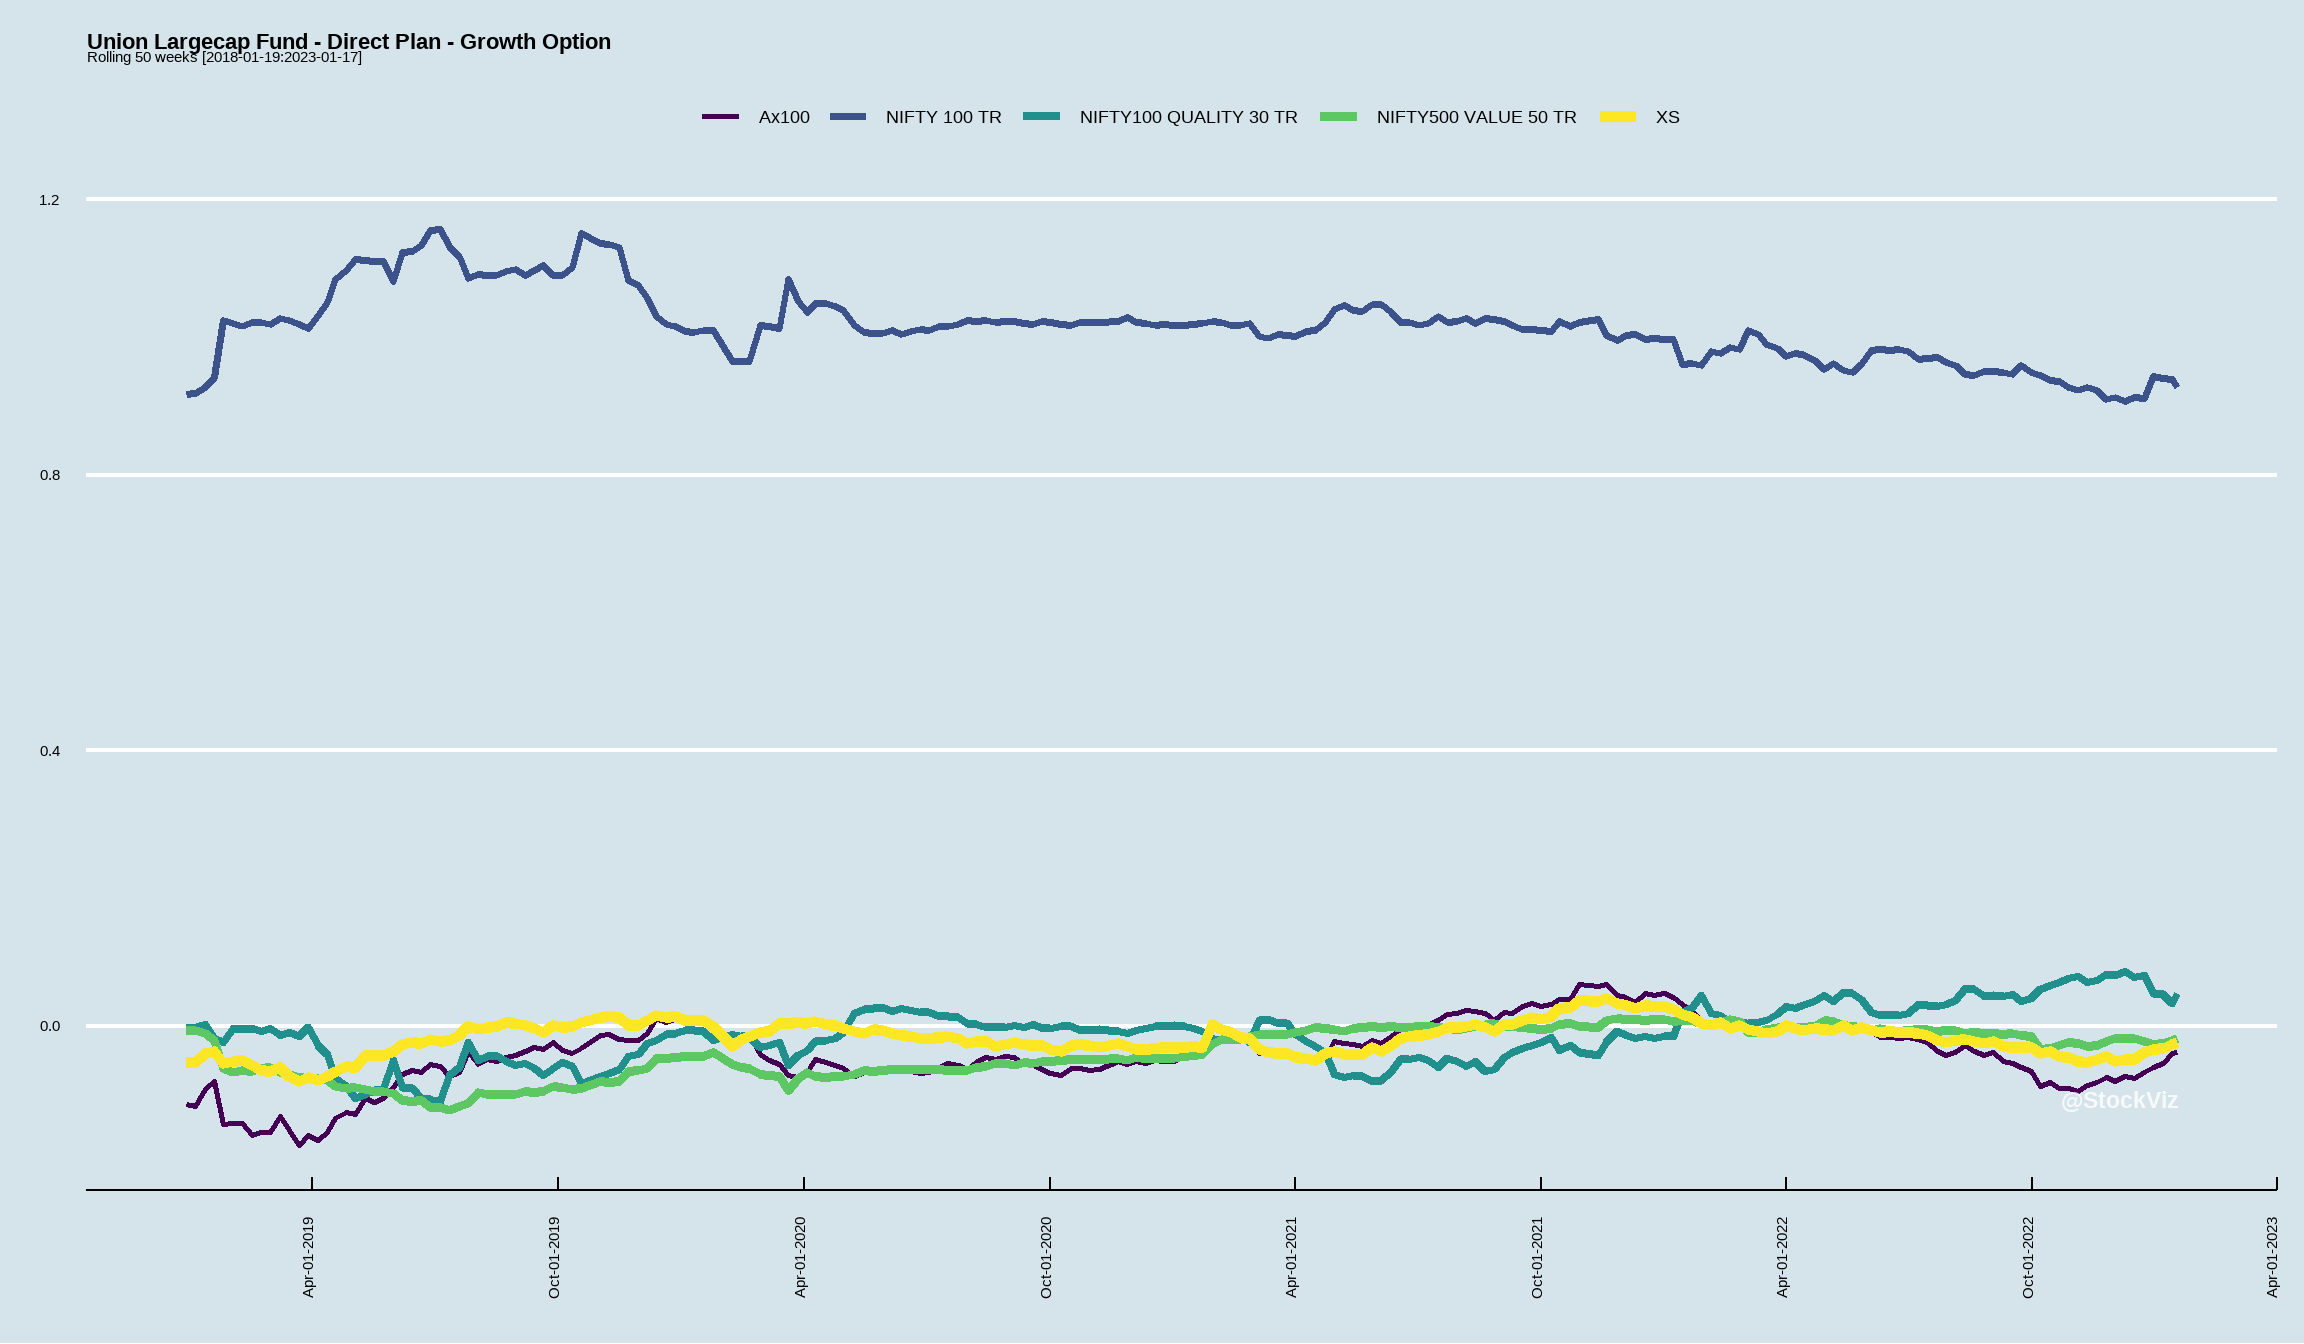 Union Largecap Fund - Direct Plan - Growth Option
Rolling 50 weeks [2018-01-19:2023-01-17]
Ax100 NIFTY 100 TR NIFTY100 QUALITY 30 TR NIFTY500 VALUE 50 TR XS
1.2
0.8
0.4
0.0
@StockViz
Apr-01-2019 Oct-01-2019 Apr-01-2020 Oct-01-2020 Apr-01-2021 Oct-01-2021 Apr-01-2022 Oct-01-2022 Apr-01-2023